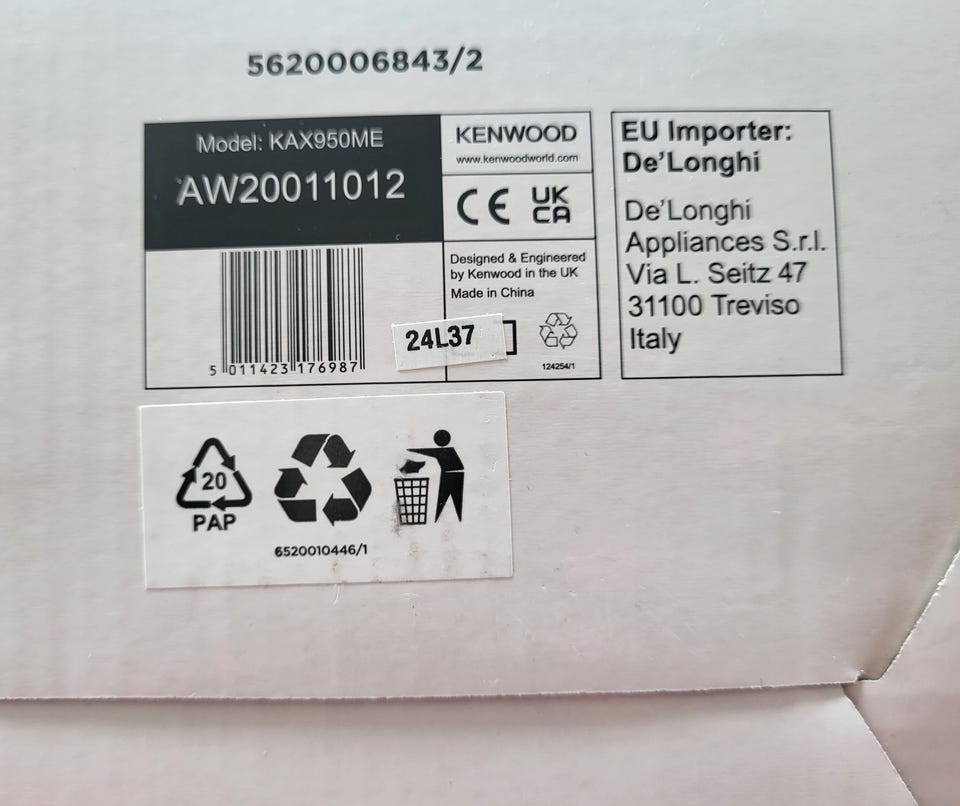 5620006843/2
Model: KAX950ME
AW20011012
5 011423 176987
24L37
KENWOOD
www.kenwoodworld.com
CE UKCA
Designed & Engineered
by Kenwood in the UK
Made in China
124254/1
EU Importer:
De'Longhi
De'Longhi
Appliances S.r.l.
Via L. Seitz 47
31100 Treviso
Italy
20
PAP
6520010446/1